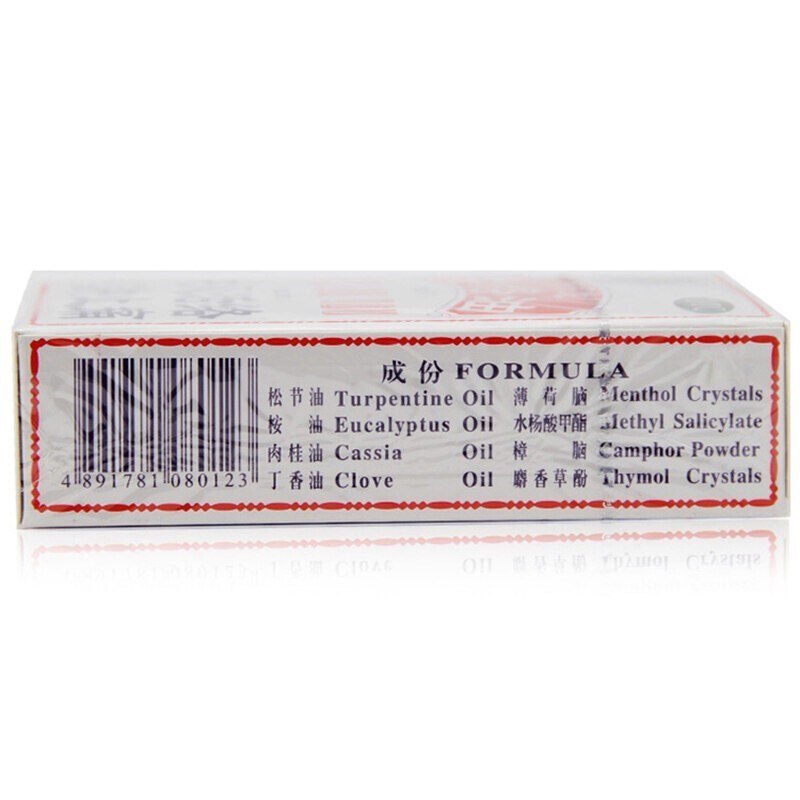 成份 FORMULA
松节油 Turpentine Oil 薄荷脑 Menthol Crystals
桉油 Eucalyptus Oil 水杨酸甲酯 Methyl Salicylate
肉桂油 Cassia Oil 樟脑 Camphor Powder
丁香油 Clove Oil 麝香草酚 Thymol Crystals
4 891781 080123